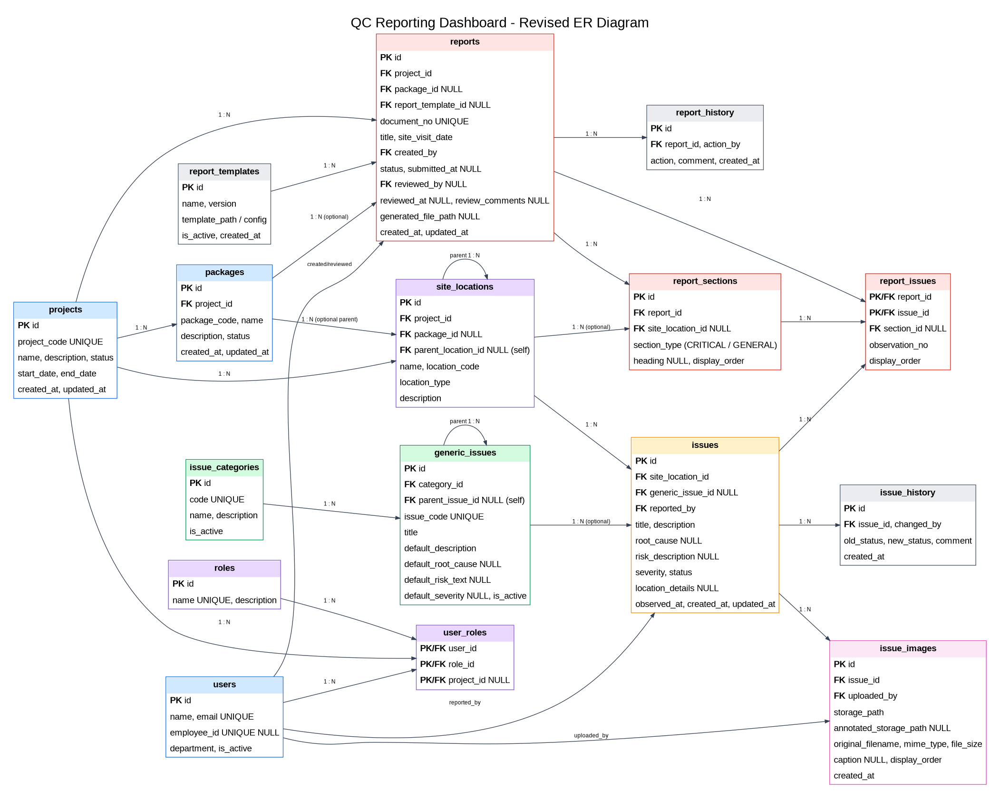 QC Reporting Dashboard - Revised ER Diagram
reports
PK id
FK project_id
FK package_id NULL
FK report_template_id NULL
document_no UNIQUE
title, site_visit_date
FK created_by
status, submitted_at NULL
FK reviewed_by NULL
reviewed_at NULL, review_comments NULL
generated_file_path NULL
created_at, updated_at
report_history
PK id
FK report_id, action_by
action, comment, created_at
1 : N
1 : N
1 : N
1 : N
report_templates
PK id
name, version
template_path / config
is_active, created_at
1 : N
1 : N (optional)
created/reviewed
packages
PK id
FK project_id
package_code, name
description, status
created_at, updated_at
projects
PK id
project_code UNIQUE
name, description, status
start_date, end_date
created_at, updated_at
1 : N
1 : N
1 : N (optional parent)
parent 1 : N
site_locations
PK id
FK project_id
FK package_id NULL
FK parent_location_id NULL (self)
name, location_code
location_type
description
1 : N (optional)
1 : N
report_sections
PK id
FK report_id
FK site_location_id NULL
section_type (CRITICAL / GENERAL)
heading NULL, display_order
1 : N
report_issues
PK/FK report_id
PK/FK issue_id
FK section_id NULL
observation_no
display_order
1 : N
issue_categories
PK id
code UNIQUE
name, description
is_active
1 : N
parent 1 : N
generic_issues
PK id
FK category_id
FK parent_issue_id NULL (self)
issue_code UNIQUE
title
default_description
default_root_cause NULL
default_risk_text NULL
default_severity NULL, is_active
1 : N (optional)
issues
PK id
FK site_location_id
FK generic_issue_id NULL
FK reported_by
title, description
root_cause NULL
risk_description NULL
severity, status
location_details NULL
observed_at, created_at, updated_at
1 : N
issue_history
PK id
FK issue_id, changed_by
old_status, new_status, comment
created_at
1 : N
roles
PK id
name UNIQUE, description
1 : N
1 : N
user_roles
PK/FK user_id
PK/FK role_id
PK/FK project_id NULL
users
PK id
name, email UNIQUE
employee_id UNIQUE NULL
department, is_active
1 : N
reported_by
uploaded_by
issue_images
PK id
FK issue_id
FK uploaded_by
storage_path
annotated_storage_path NULL
original_filename, mime_type, file_size
caption NULL, display_order
created_at